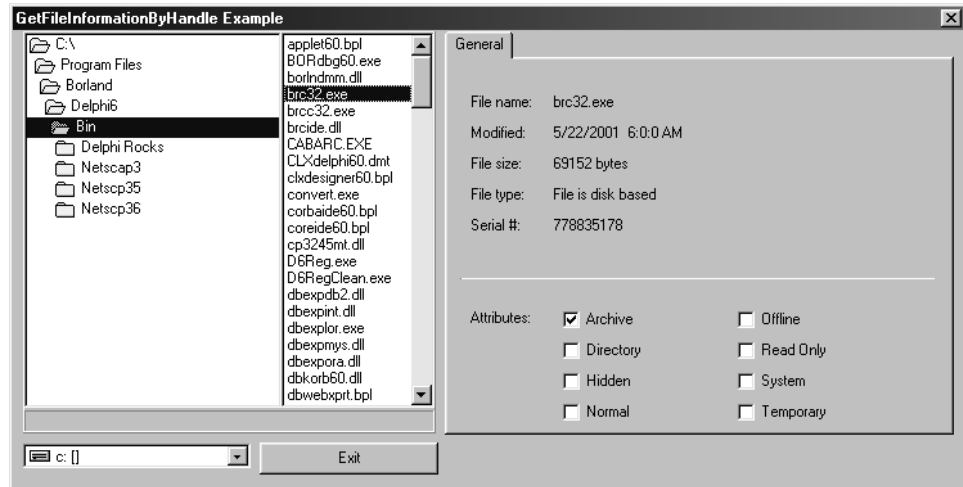 GetFileInformationByHandle Example
C:\
Program Files
Borland
Delphi6
Bin
Delphi Rocks
Netscap3
Netscp35
Netscp36
applet60.bpl
BORdbg60.exe
borlndmm.dll
brc32.exe
brcc32.exe
brcide.dll
CABARC.EXE
CLXdelphi60.dmt
clxdesigner60.bpl
convert.exe
corbaide60.bpl
coreide60.bpl
cp3245mt.dll
D6Reg.exe
D6RegClean.exe
dbexpdb2.dll
dbexpint.dll
dbexplor.exe
dbexpmys.dll
dbexpora.dll
dbkorb60.dll
dbwebxprt.bpl
c: []
Exit
General
File name: brc32.exe
Modified: 5/22/2001 6:0:0 AM
File size: 69152 bytes
File type: File is disk based
Serial #: 778835178
Attributes: Archive Offline
Directory Read Only
Hidden System
Normal Temporary